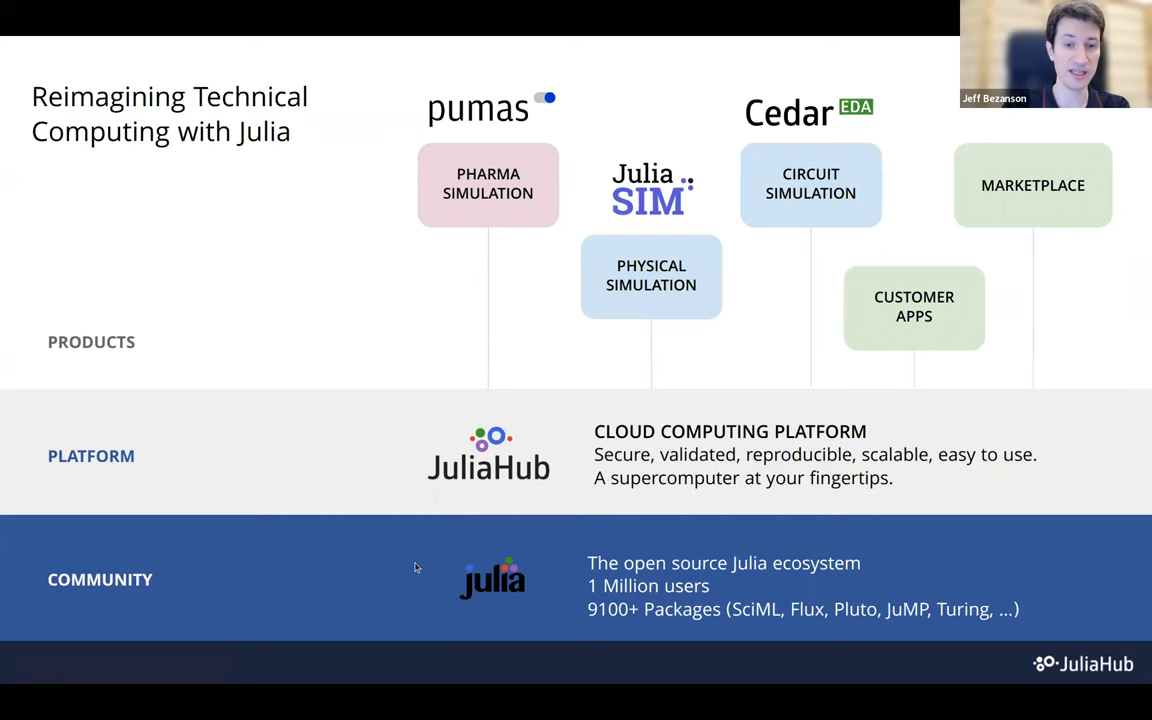 Reimagining Technical
Computing with Julia
pumas
Cedar EDA
Jeff Bezanson
PHARMA
SIMULATION
Julia
SIM
CIRCUIT
SIMULATION
MARKETPLACE
PHYSICAL
SIMULATION
CUSTOMER
APPS
PRODUCTS
PLATFORM
JuliaHub
CLOUD COMPUTING PLATFORM
Secure, validated, reproducible, scalable, easy to use.
A supercomputer at your fingertips.
COMMUNITY
julia
The open source Julia ecosystem
1 Million users
9100+ Packages (SciML, Flux, Pluto, JuMP, Turing, ...)
JuliaHub